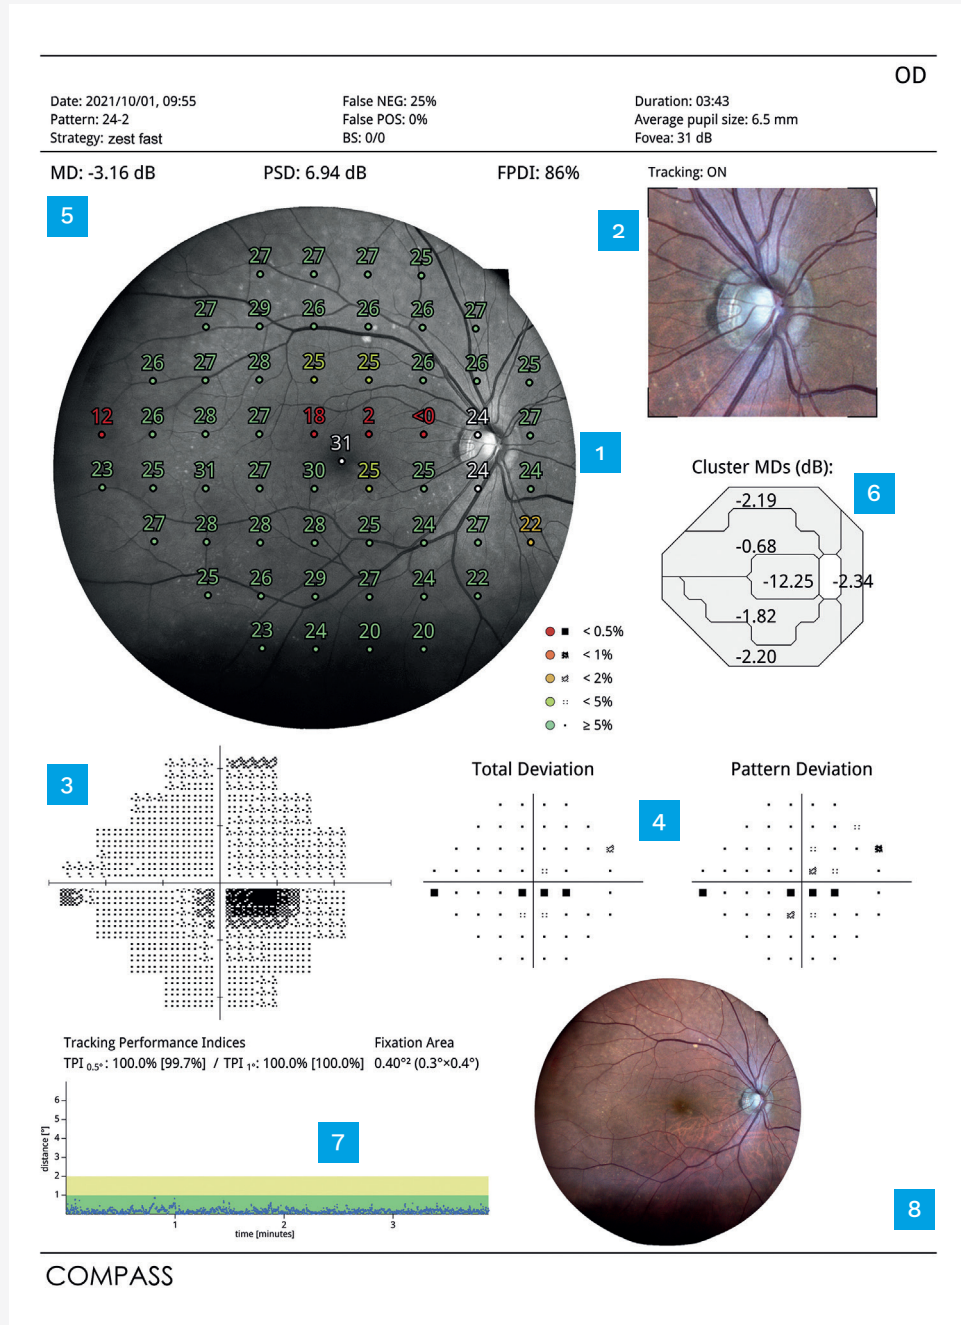 OD
Date: 2021/10/01, 09:55 False NEG: 25% Duration: 03:43
Pattern: 24-2 False POS: 0% Average pupil size: 6.5 mm
Strategy: zest fast BS: 0/0 Fovea: 31 dB
MD: -3.16 dB PSD: 6.94 dB FPDI: 86% Tracking: ON
5
2
27 27 27 25
27 29 26 26 26 27
26 27 28 25 25 26 26 25
12 26 28 27 18 2 <0 24 27
31
23 25 31 27 30 25 25 24 24
27 28 28 28 25 24 27 22
25 26 29 27 24 22
23 24 20 20
1
Cluster MDs (dB):
6
-2.19
-0.68
-12.25 -2.34
-1.82
-2.20
< 0.5%
< 1%
< 2%
< 5%
≥ 5%
3
Total Deviation Pattern Deviation
4
Tracking Performance Indices Fixation Area
TPI 0.5°: 100.0% [99.7%] / TPI 1°: 100.0% [100.0%] 0.40°² (0.3°×0.4°)
distance [°]
6
5
4
3
2
1
7
1 2 3
time [minutes]
8
COMPASS